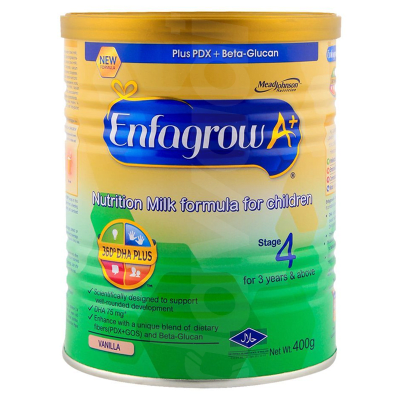 Plus PDX + Beta-Glucan
NEW
MeadJohnson
Nutrition
Enfagrow A+
Nutrition Milk formula for children
360° DHA PLUS
Stage 4
for 3 years & above
✓Scientifically designed to support
well-rounded development
✓DHA 75 mg
✓Enhance with a unique blend of dietary
fibers(PDX+GOS) and Beta-Glucan
VANILLA
حلال
Net Wt 400g